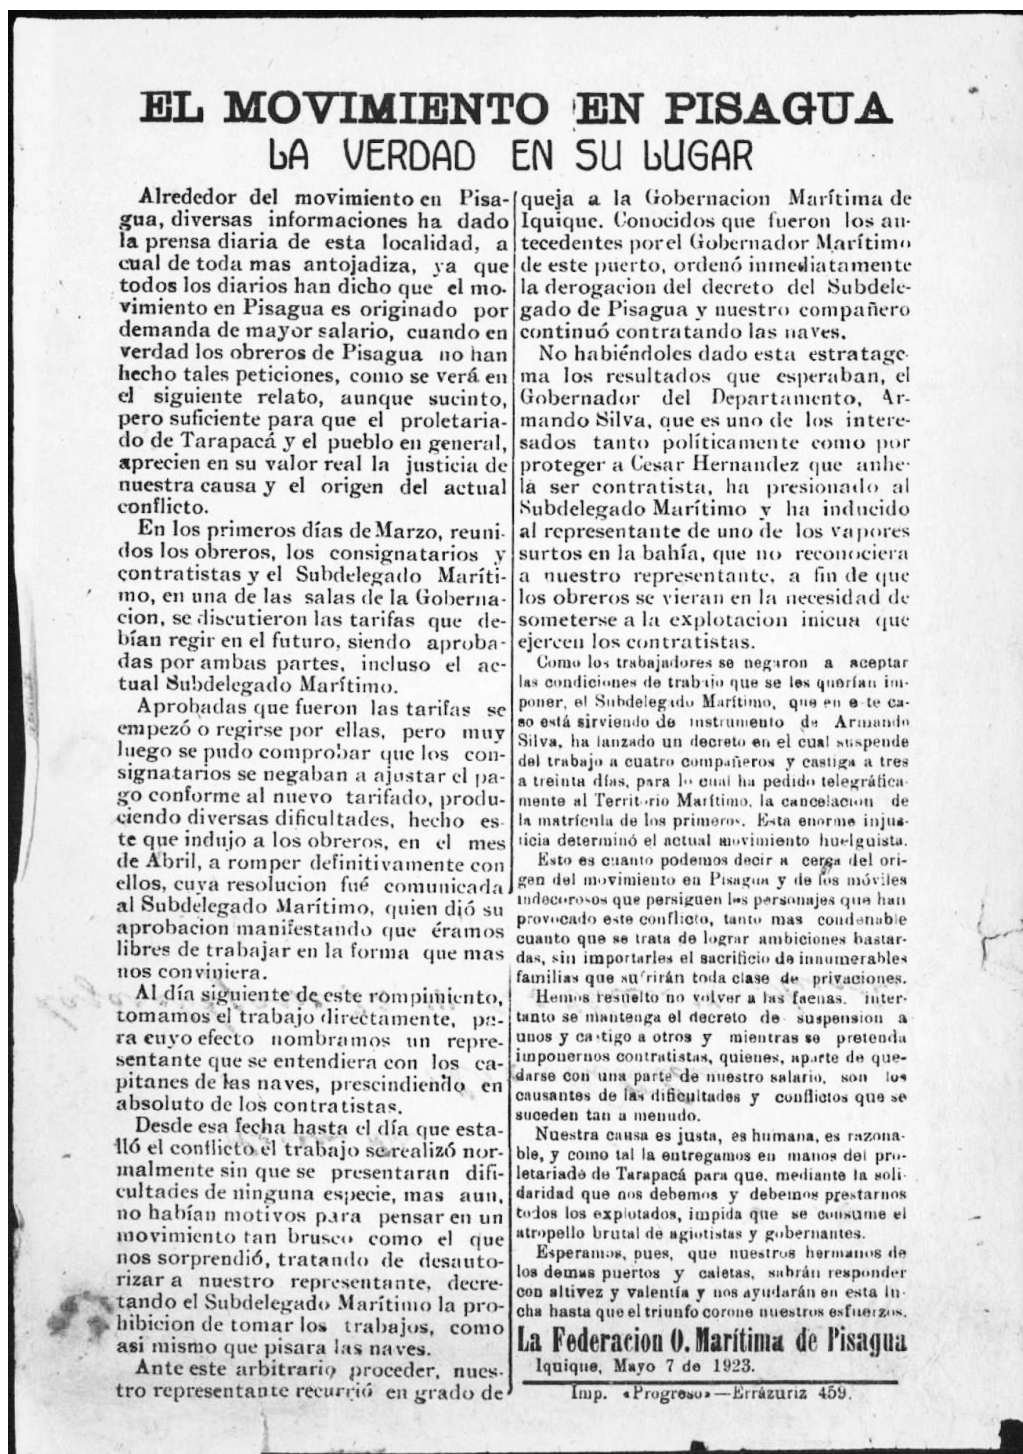 EL MOVIMIENTO EN PISAGUA
LA VERDAD EN SU LUGAR
Alrededor del movimiento en Pisa-
gua, diversas informaciones ha dado
la prensa diaria de esta localidad, a
cual de toda mas antojadiza, ya que
todos los diarios han dicho que el mo-
vimiento en Pisagua es originado por
demanda de mayor salario, cuando en
verdad los obreros de Pisagua no han
hecho tales peticiones, como se verá en
el siguiente relato, aunque sucinto,
pero suficiente para que el proletaria-
do de Tarapacá y el pueblo en general,
aprecien en su valor real la justicia de
nuestra causa y el origen del actual
conflicto.
En los primeros días de Marzo, reuni-
dos los obreros, los consignatarios y
contratistas y el Subdelegado Maríti-
mo, en una de las salas de la Goberna-
cion, se discutieron las tarifas que de-
bían regir en el futuro, siendo aproba-
das por ambas partes, incluso el ac-
tual Subdelegado Marítimo.
Aprobadas que fueron las tarifas se
empezó o regirse por ellas, pero muy
luego se pudo comprobar que los con-
signatarios se negaban a ajustar el pa-
go conforme al nuevo tarifado, produ-
ciendo diversas dificultades, hecho es-
te que indujo a los obreros, en el mes
de Abril, a romper definitivamente con
ellos, cuya resolucion fué comunicada
al Subdelegado Marítimo, quien dió su
aprobacion manifestando que éramos
libres de trabajar en la forma que mas
nos conviniera.
Al día siguiente de este rompimiento,
tomamos el trabajo directamente, pa-
ra cuyo efecto nombramos un repre-
sentante que se entendiera con los ca-
pitanes de las naves, prescindiendo en
absoluto de los contratistas.
Desde esa fecha hasta el día que esta-
lló el conflicto el trabajo se realizó nor-
malmente sin que se presentaran difi-
cultades de ninguna especie, mas aun,
no habían motivos para pensar en un
movimiento tan brusco como el que
nos sorprendió, tratando de desauto-
rizar a nuestro representante, decre-
tando el Subdelegado Marítimo la pro-
hibicion de tomar los trabajos, como
asi mismo que pisara las naves.
Ante este arbitrario proceder, nues-
tro representante recurrió en grado de
queja a la Gobernacion Marítima de
Iquique. Conocidos que fueron los an-
tecedentes por el Gobernador Marítimo
de este puerto, ordenó inmediatamente
la derogacion del decreto del Subdele-
gado de Pisagua y nuestro compañero
continuó contratando las naves.
No habiéndoles dado esta estratage-
ma los resultados que esperaban, el
Gobernador del Departamento, Ar-
mando Silva, que es uno de los intere-
sados tanto políticamente como por
proteger a Cesar Hernandez que anhe-
la ser contratista, ha presionado al
Subdelegado Marítimo y ha inducido
al representante de uno de los vapores
surtos en la bahía, que no reconociera
a nuestro representante, a fin de que
los obreros se vieran en la necesidad de
someterse a la explotacion inicua que
ejercen los contratistas.
Como los trabajadores se negaron a aceptar
las condiciones de trabajo que se les querían im-
poner, el Subdelegado Marítimo, que en e te ca-
so está sirviendo de instrumento de Armando
Silva, ha lanzado un decreto en el cual suspende
del trabajo a cuatro compañeros y castiga a tres
a treinta días, para lo cual ha pedido telegráfica-
mente al Territorio Marítimo, la cancelacion de
la matrícula de los primeros. Esta enorme injus-
ticia determinó el actual movimiento huelguista.
Esto es cuanto podemos decir a cerca del ori-
gen del movimiento en Pisagua y de los móviles
indecorosos que persiguen los personajes que han
provocado este conflicto, tanto mas condenable
cuanto que se trata de lograr ambiciones bastar-
das, sin importarles el sacrificio de innumerables
familias que sufrirán toda clase de privaciones.
Hemos resuelto no volver a las faenas, inter-
tanto se mantenga el decreto de suspension a
unos y castigo a otros y mientras se pretenda
imponernos contratistas, quienes, aparte de que-
darse con una parte de nuestro salario, son los
causantes de las dificultades y conflictos que se
suceden tan a menudo.
Nuestra causa es justa, es humana, es razona-
ble, y como tal la entregamos en manos del pro-
letariado de Tarapacá para que, mediante la soli-
daridad que nos debemos y debemos prestarnos
todos los explotados, impida que se consume el
atropello brutal de agiotistas y gobernantes.
Esperamos, pues, que nuestros hermanos de
los demas puertos y caletas, sabrán responder
con altivez y valentía y nos ayudarán en esta lu-
cha hasta que el triunfo corone nuestros esfuerzos.
La Federacion O. Marítima de Pisagua
Iquique, Mayo 7 de 1923.
Imp. «Progreso»—Errázuriz 459.